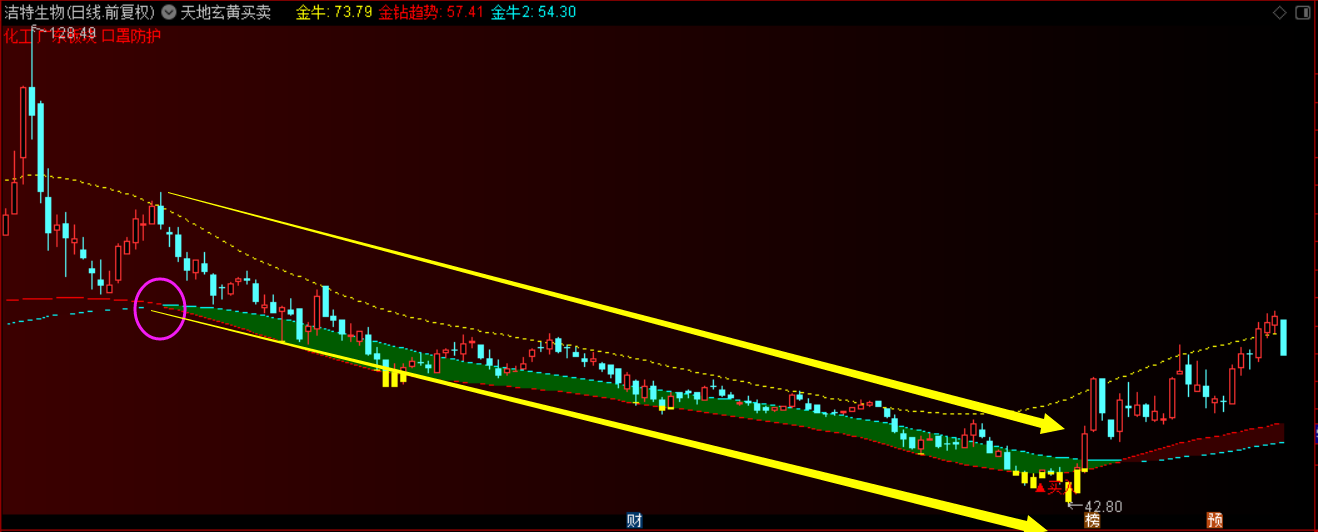 洁特生物(日线.前复权) 天地玄黄买卖 金牛: 73.79 金钻趋势: 57.41 金牛2: 54.30
128.49
化工 板块 口罩防护
买
42.80
财 榜 预